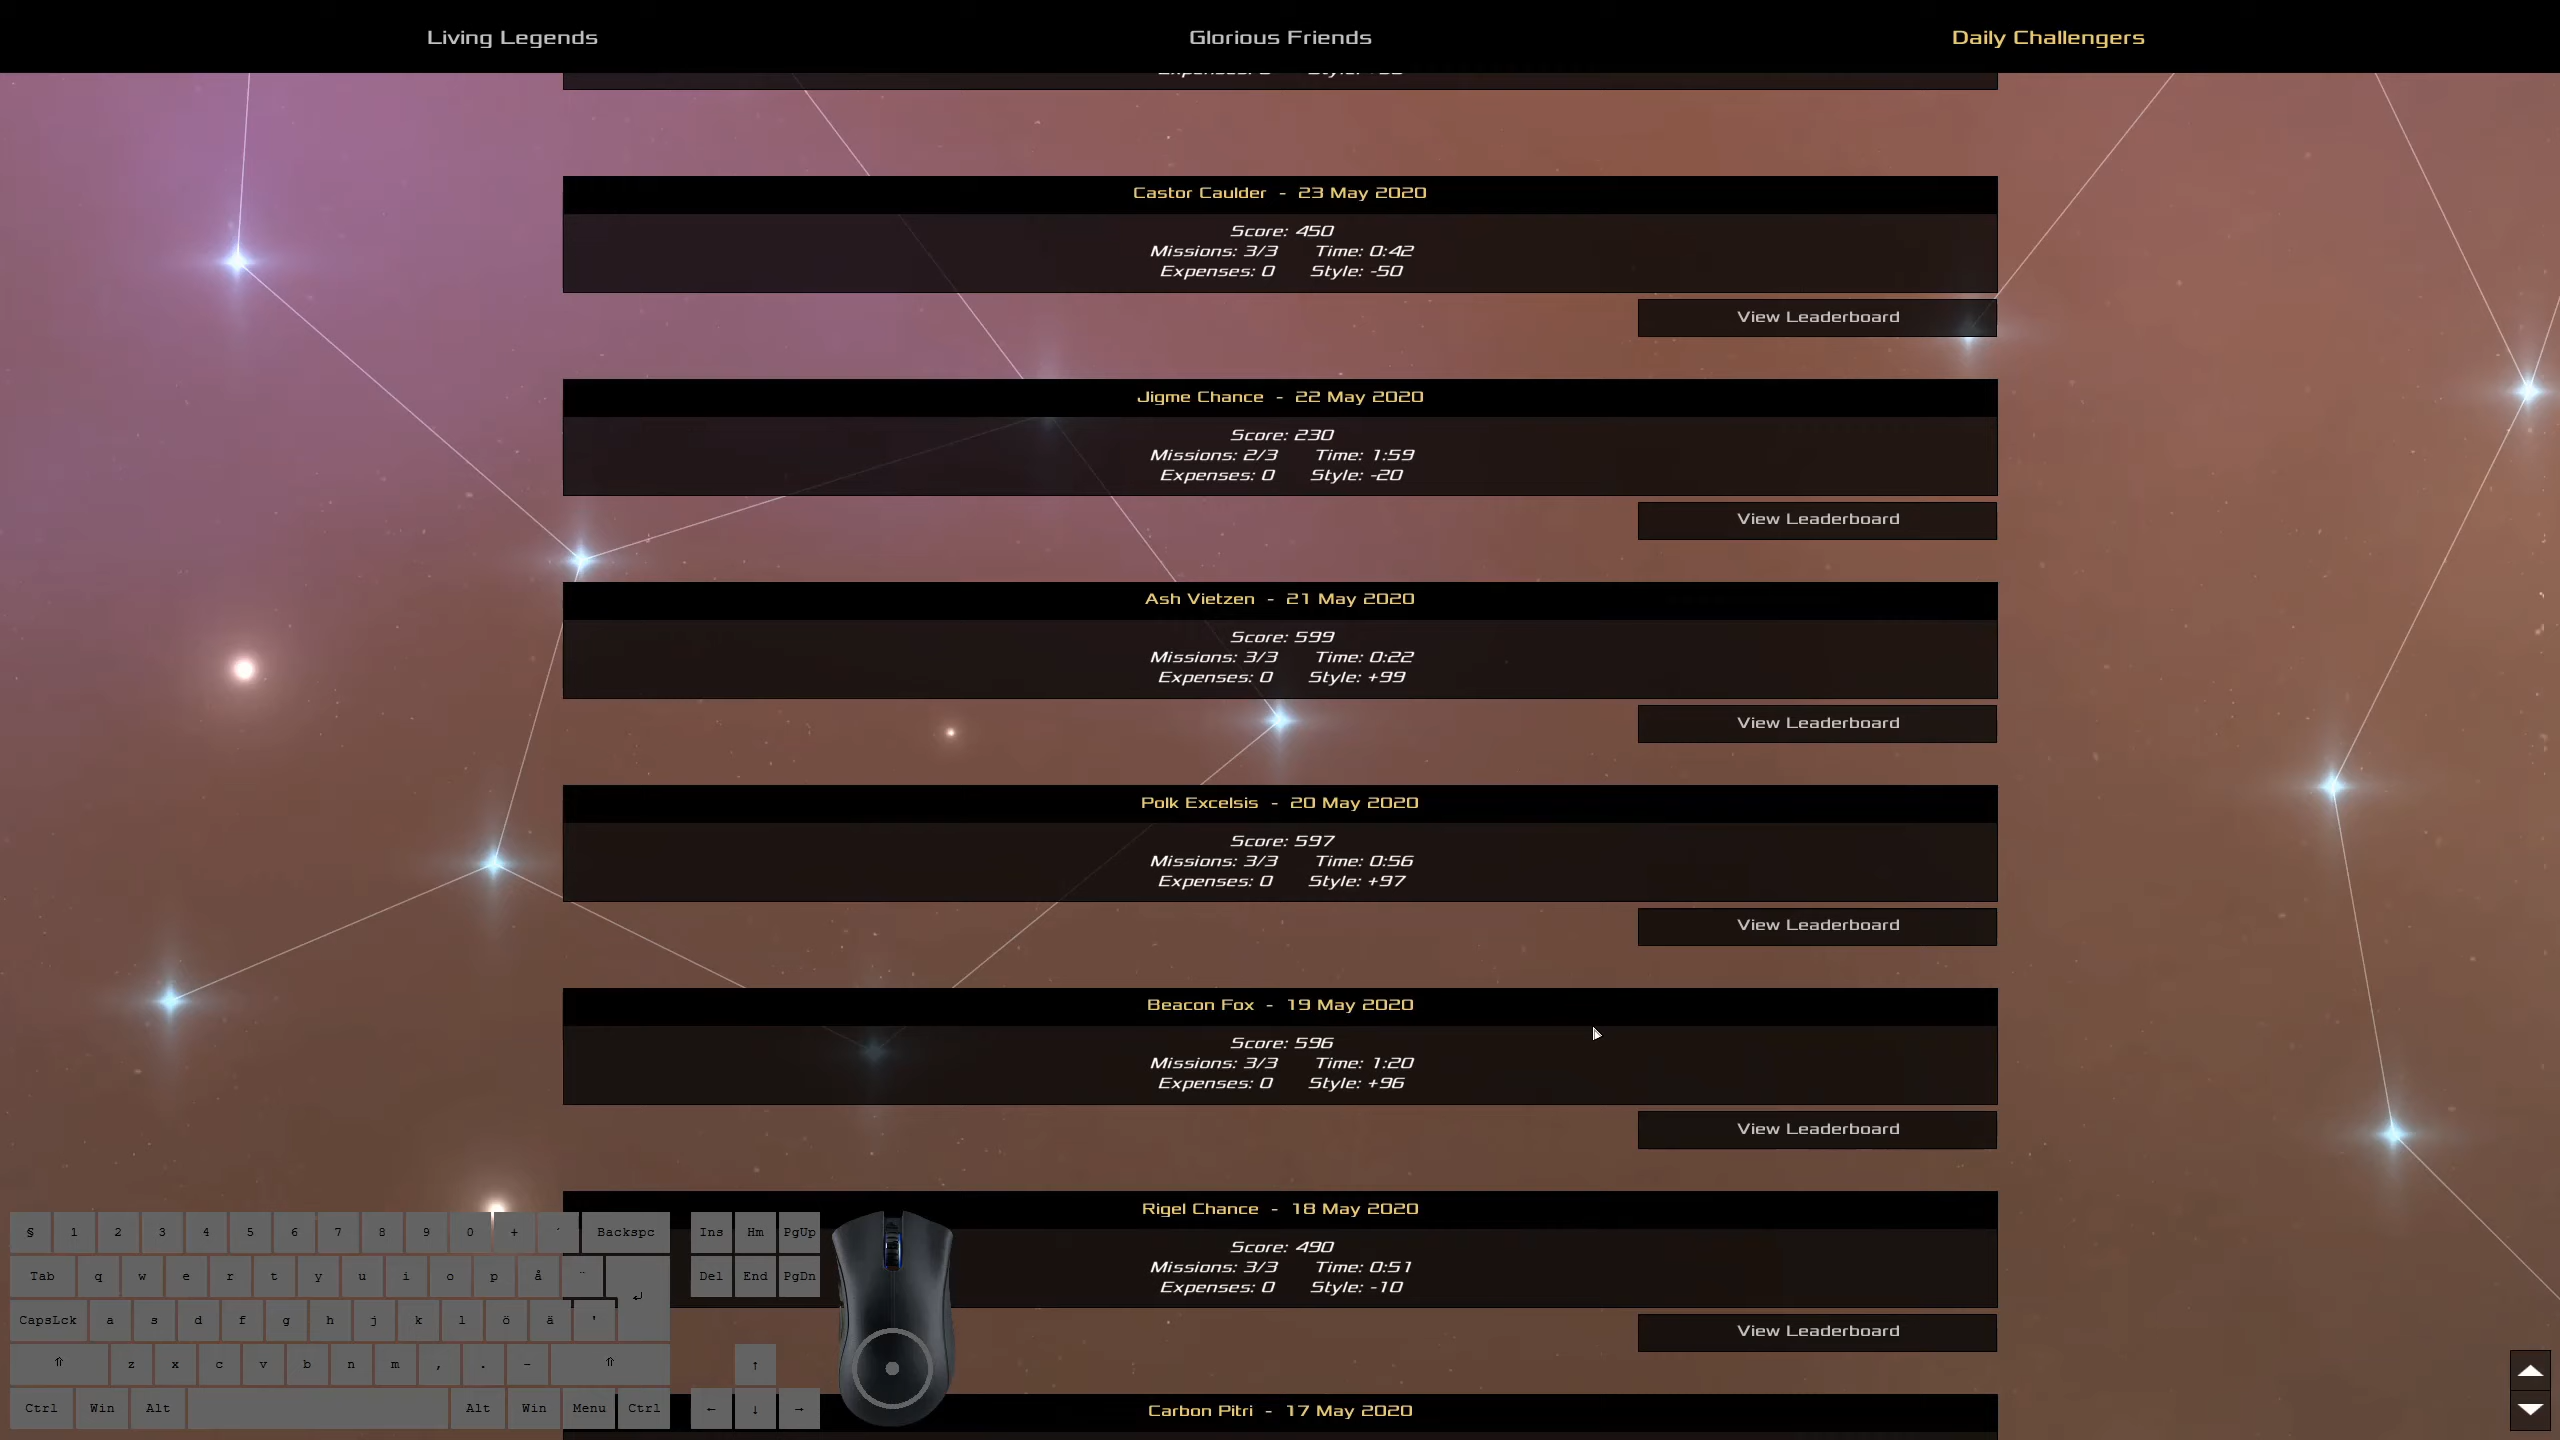 Living Legends
Glorious Friends
Daily Challengers
Castor Caulder - 23 May 2020
Score: 450
Missions: 3/3 Time: 0:42
Expenses: 0 Style: -50
View Leaderboard
Jigme Chance - 22 May 2020
Score: 230
Missions: 2/3 Time: 1:59
Expenses: 0 Style: -20
View Leaderboard
Ash Vietzen - 21 May 2020
Score: 599
Missions: 3/3 Time: 0:22
Expenses: 0 Style: +99
View Leaderboard
Polk Excelsis - 20 May 2020
Score: 597
Missions: 3/3 Time: 0:56
Expenses: 0 Style: +97
View Leaderboard
Beacon Fox - 19 May 2020
Score: 596
Missions: 3/3 Time: 1:20
Expenses: 0 Style: +96
View Leaderboard
Rigel Chance - 18 May 2020
Score: 490
Missions: 3/3 Time: 0:51
Expenses: 0 Style: -10
View Leaderboard
Carbon Pitri - 17 May 2020
§ 1 2 3 4 5 6 7 8 9 0 + ´ Backspc Ins Hm PgUp
Tab q w e r t y u i o p å ¨ ↵ Del End PgDn
CapsLck a s d f g h j k l ö ä '
⇧ z x c v b n m , . - ⇧ ↑
Ctrl Win Alt Alt Win Menu Ctrl ← ↓ →